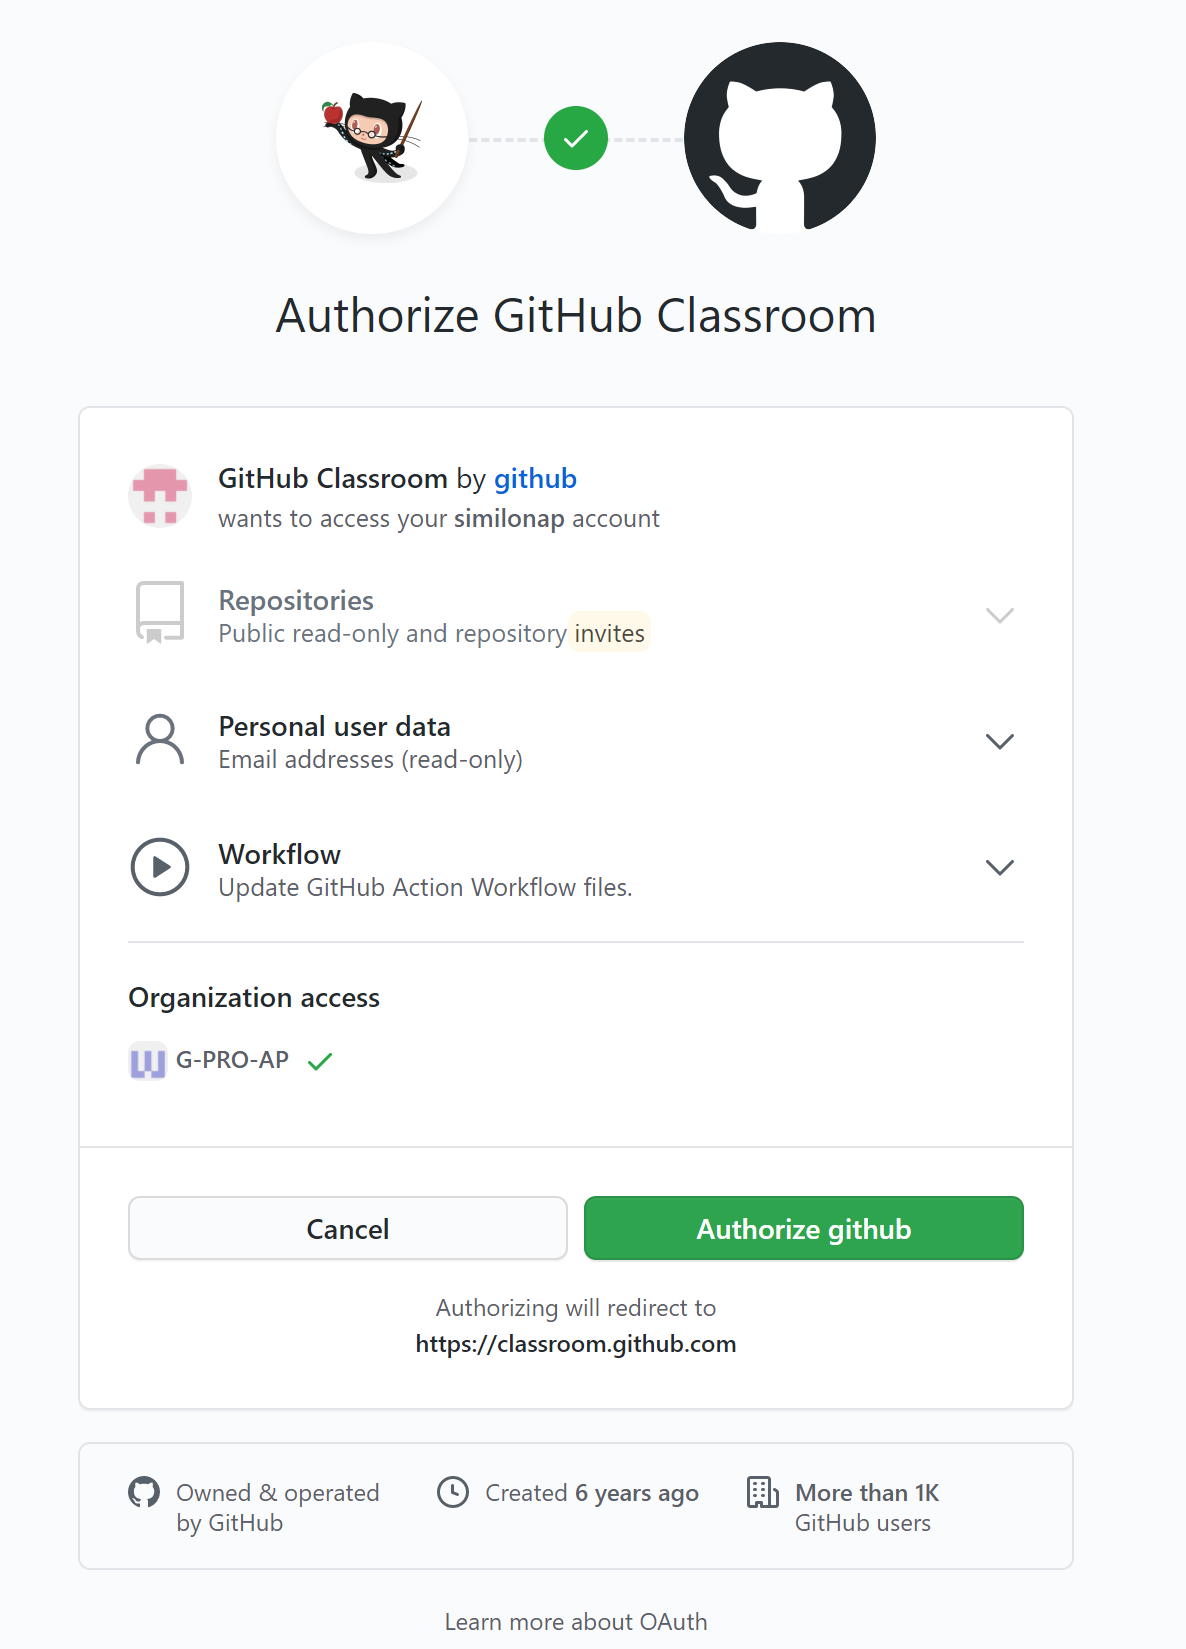 Authorize GitHub Classroom
GitHub Classroom by github
wants to access your similonap account
Repositories
Public read-only and repository invites
Personal user data
Email addresses (read-only)
Workflow
Update GitHub Action Workflow files.
Organization access
G-PRO-AP
Cancel
Authorize github
Authorizing will redirect to
https://classroom.github.com
Owned & operated
by GitHub
Created 6 years ago
More than 1K
GitHub users
Learn more about OAuth